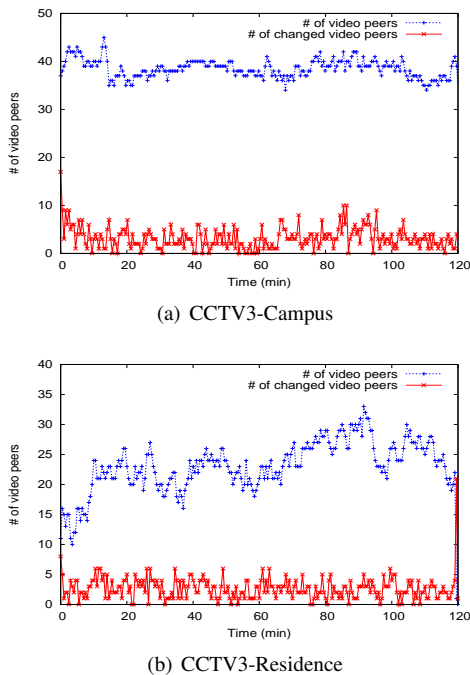 # of video peers
# of changed video peers
50
40
30
20
10
0
# of video peers
0 20 40 60 80 100 120
Time (min)
(a) CCTV3-Campus
# of video peers
# of changed video peers
40
35
30
25
20
15
10
5
0
# of video peers
0 20 40 60 80 100 120
Time (min)
(b) CCTV3-Residence